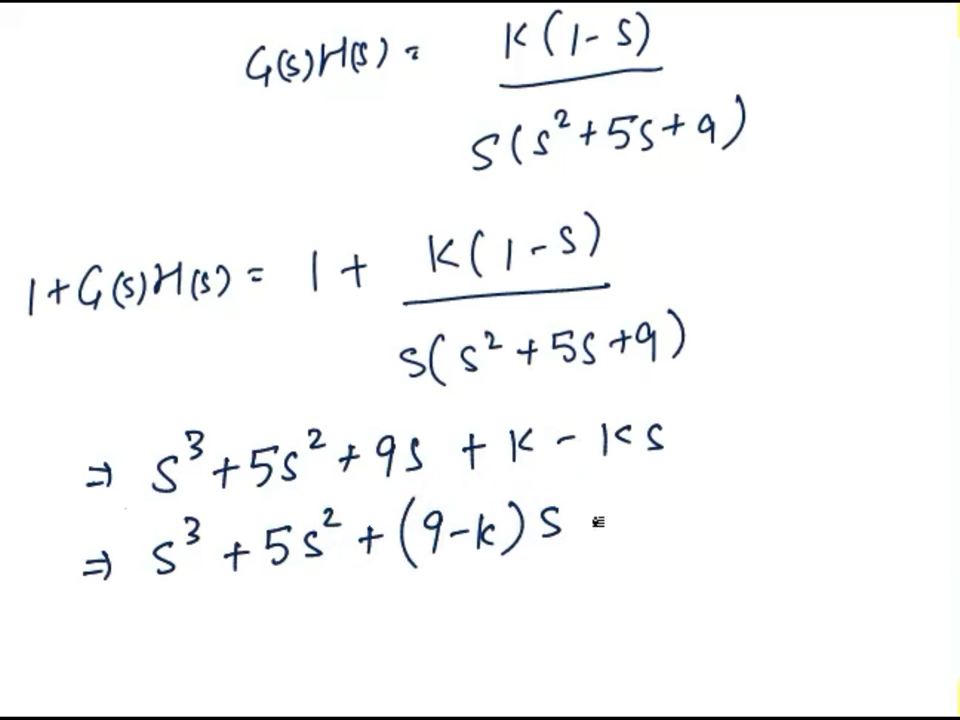 G(s)H(s) = K(1-s) / s(s²+5s+9)
1+G(s)H(s) = 1 + K(1-s) / s(s²+5s+9)
⇒ s³+5s²+9s +K-Ks
⇒ s³+5s²+(9-k)s